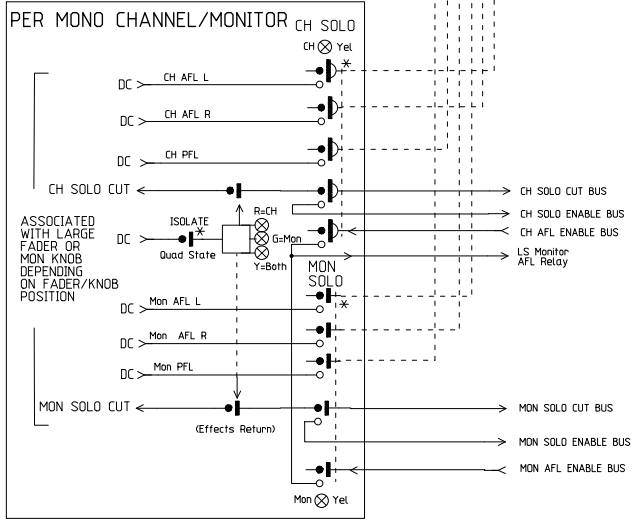 PER MONO CHANNEL/MONITOR
CH SOLO
CH Yel
*
DC CH AFL L
DC CH AFL R
DC CH PFL
CH SOLO CUT
CH SOLO CUT BUS
R=CH
CH SOLO ENABLE BUS
ASSOCIATED
WITH LARGE
FADER OR
MON KNOB
DEPENDING
ON FADER/KNOB
POSITION
ISOLATE
*
DC
Quad State
G=Mon
Y=Both
CH AFL ENABLE BUS
LS Monitor
AFL Relay
MON
SOLO
*
DC Mon AFL L
DC Mon AFL R
DC Mon PFL
MON SOLO CUT
(Effects Return)
MON SOLO CUT BUS
MON SOLO ENABLE BUS
MON AFL ENABLE BUS
Mon Yel